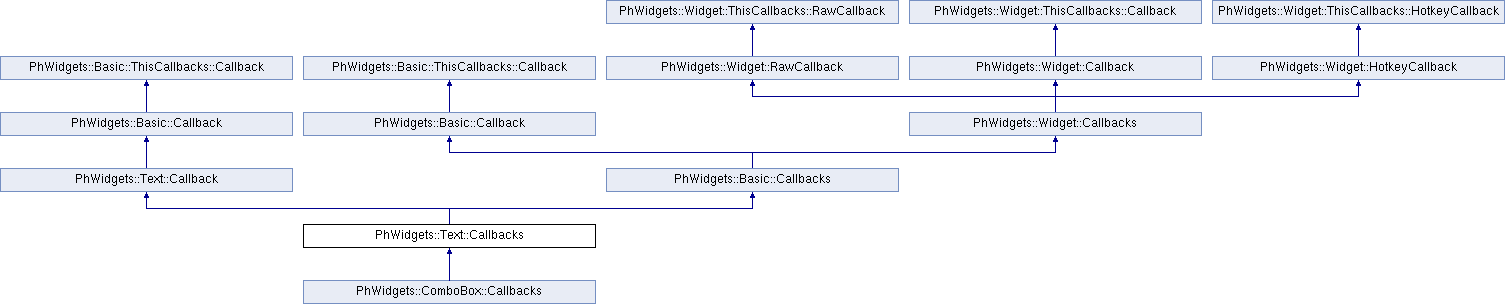 PhWidgets::Widget::ThisCallbacks::RawCallback
PhWidgets::Widget::ThisCallbacks::Callback
PhWidgets::Widget::ThisCallbacks::HotkeyCallback
PhWidgets::Basic::ThisCallbacks::Callback
PhWidgets::Basic::ThisCallbacks::Callback
PhWidgets::Widget::RawCallback
PhWidgets::Widget::Callback
PhWidgets::Widget::HotkeyCallback
PhWidgets::Basic::Callback
PhWidgets::Basic::Callback
PhWidgets::Widget::Callbacks
PhWidgets::Text::Callback
PhWidgets::Basic::Callbacks
PhWidgets::Text::Callbacks
PhWidgets::ComboBox::Callbacks